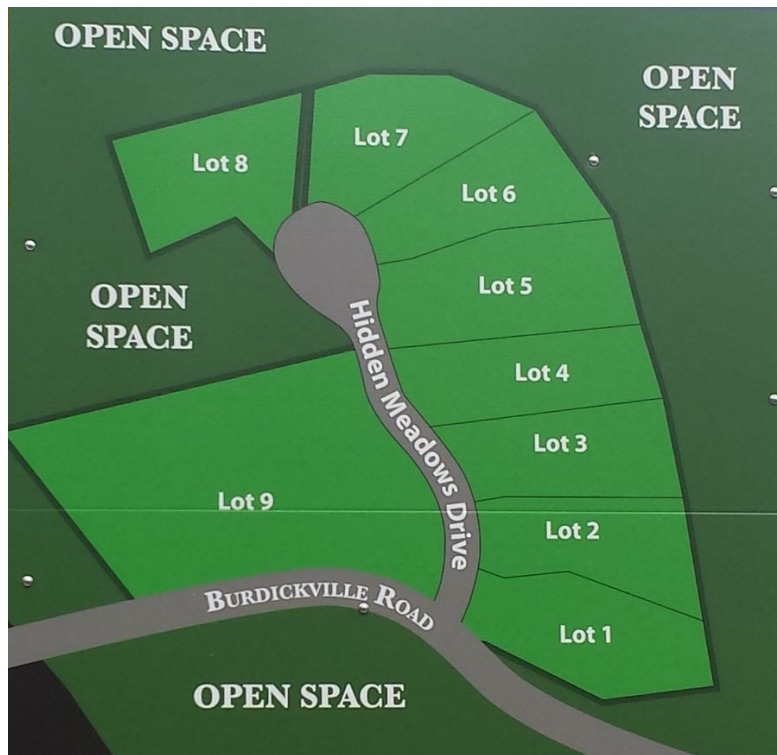 OPEN SPACE
OPEN
SPACE
Lot 7
Lot 8
Lot 6
Lot 5
OPEN
SPACE
Hidden Meadows Drive
Lot 4
Lot 3
Lot 9
Lot 2
BURDICKVILLE ROAD
Lot 1
OPEN SPACE